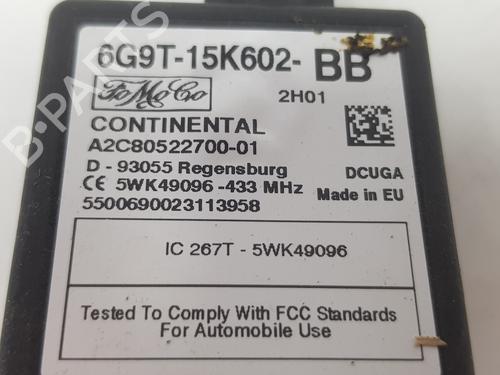 6G9T-15K602- BB
FoMoCo 2H01
CONTINENTAL
A2C80522700-01
D - 93055 Regensburg DCUGA
CE 5WK49096 -433 MHz Made in EU
5500690023113958
IC 267T - 5WK49096
Tested To Comply With FCC Standards
For Automobile Use
B-PARTS